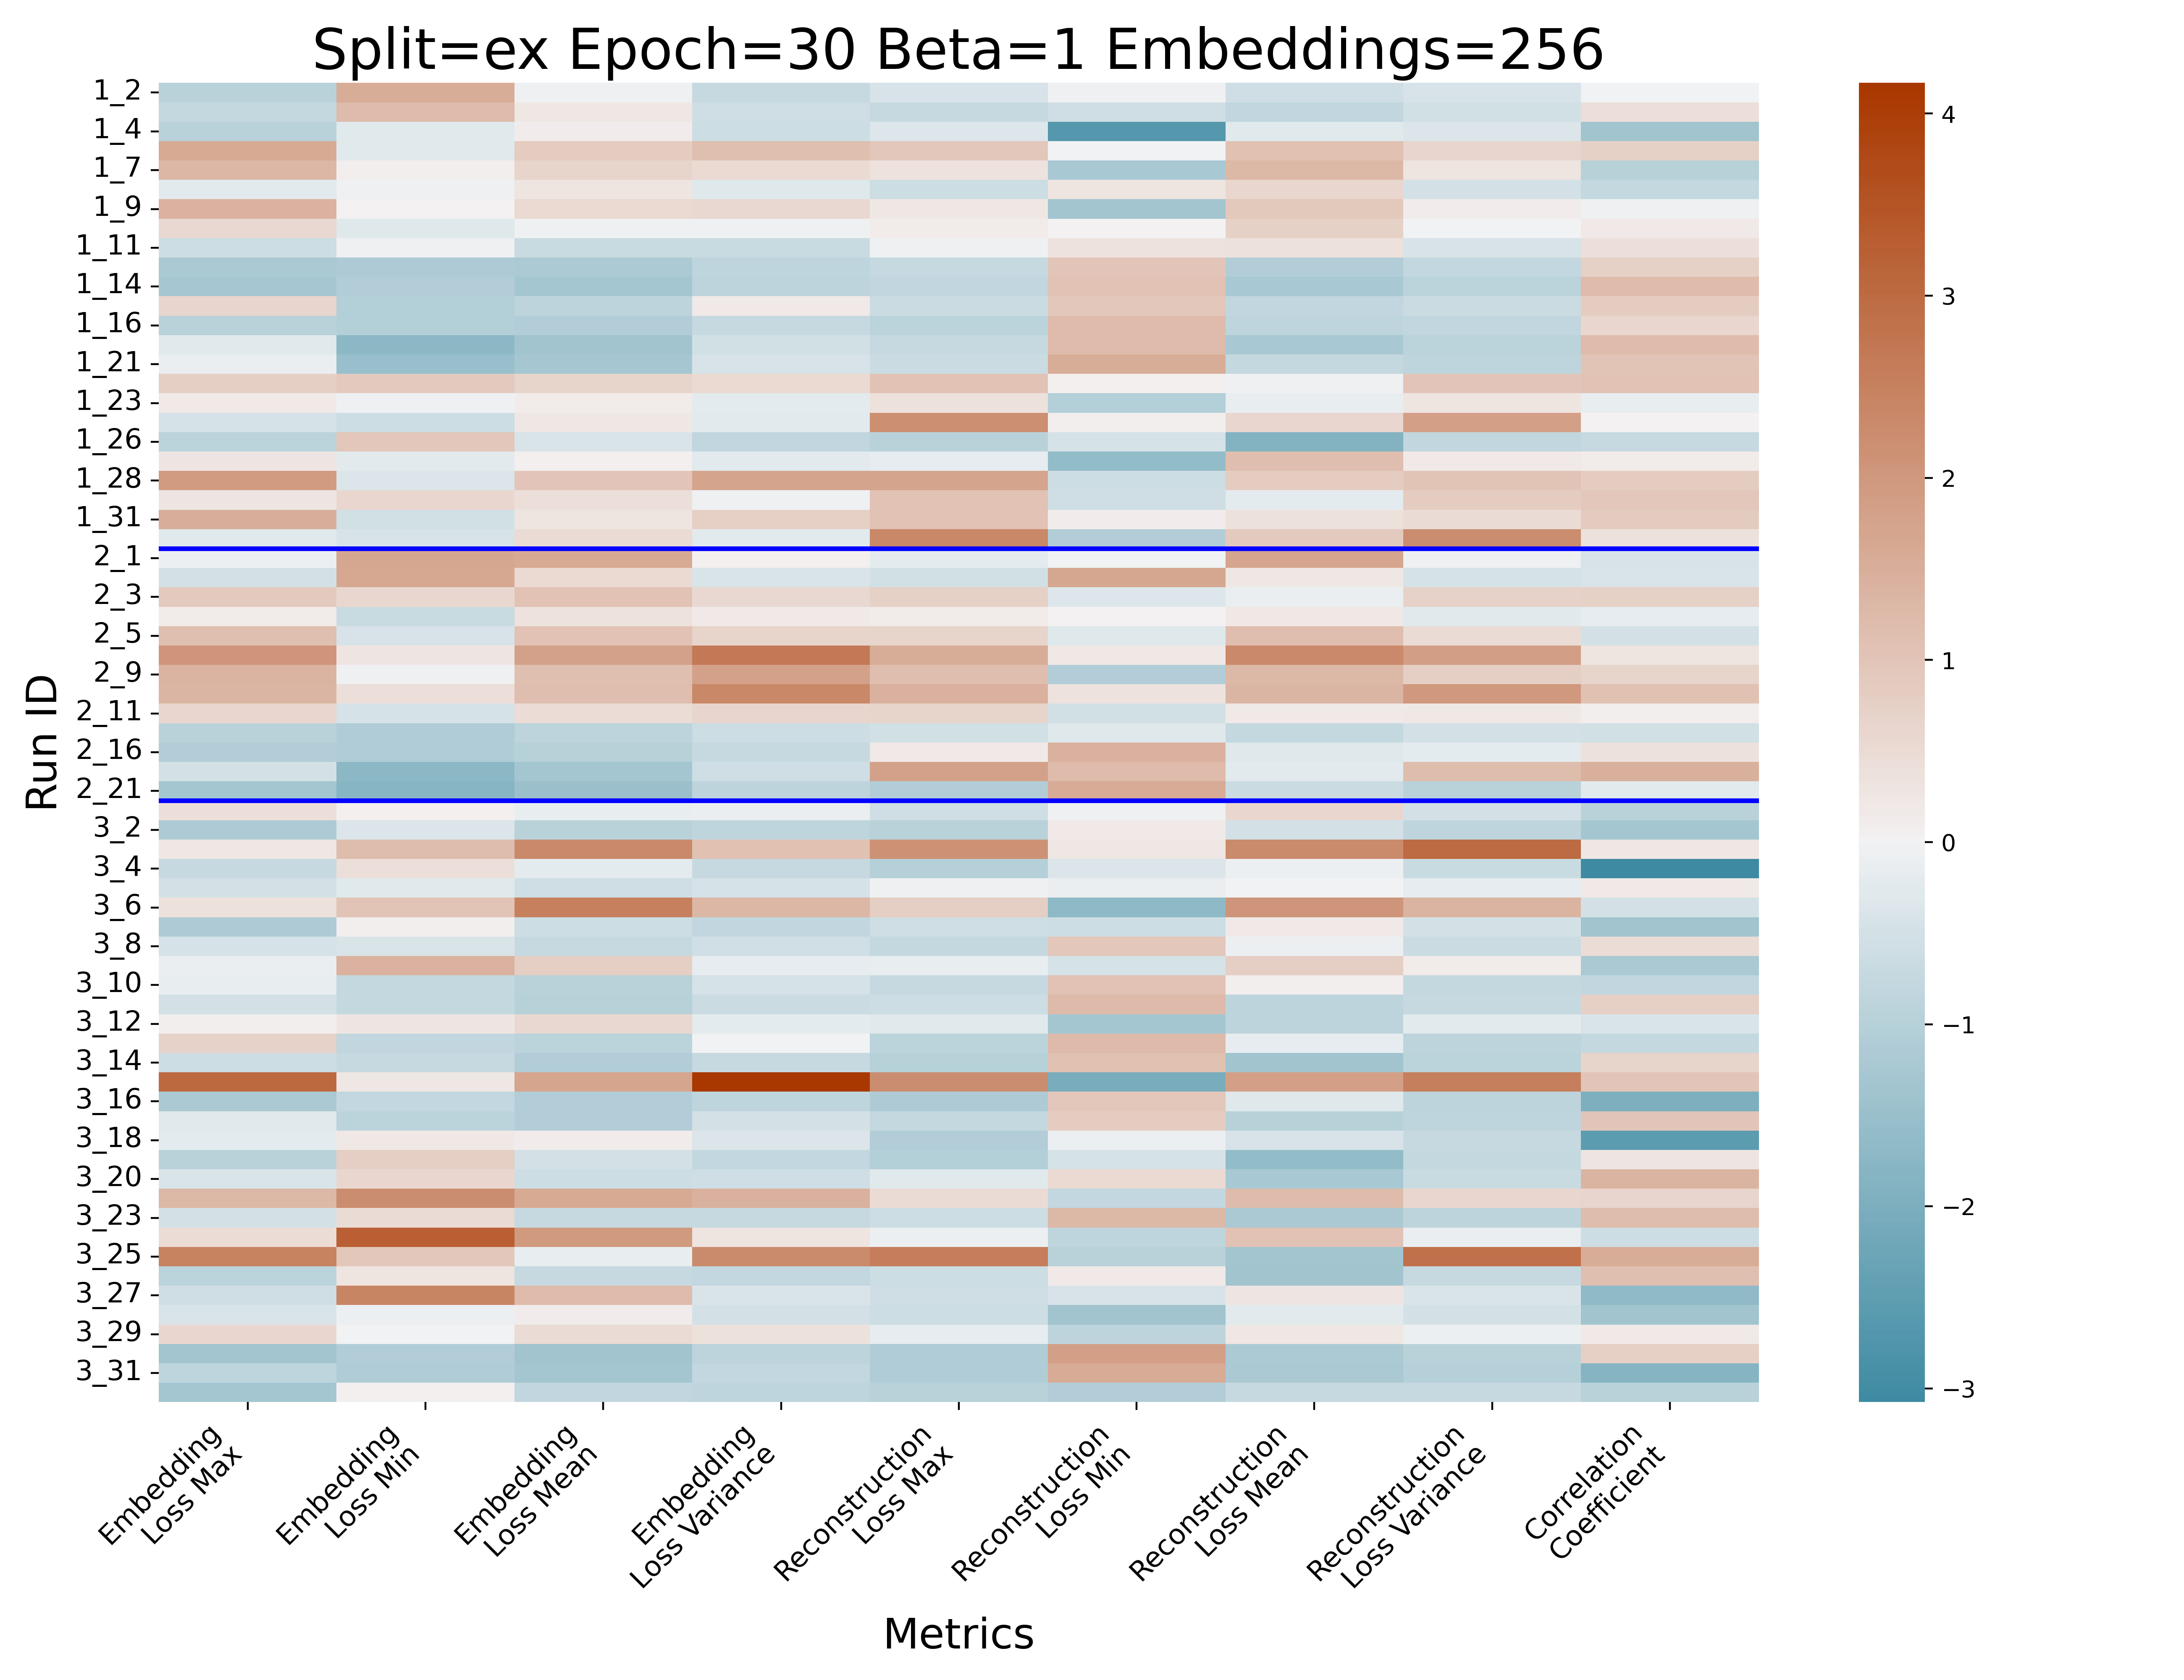 Split=ex Epoch=30 Beta=1 Embeddings=256
Run ID
1_2
1_4
1_7
1_9
1_11
1_14
1_16
1_21
1_23
1_26
1_28
1_31
2_1
2_3
2_5
2_9
2_11
2_16
2_21
3_2
3_4
3_6
3_8
3_10
3_12
3_14
3_16
3_18
3_20
3_23
3_25
3_27
3_29
3_31
Embedding
Loss Max
Embedding
Loss Min
Embedding
Loss Mean
Embedding
Loss Variance
Reconstruction
Loss Max
Reconstruction
Loss Min
Reconstruction
Loss Mean
Reconstruction
Loss Variance
Correlation
Coefficient
Metrics
4
3
2
1
0
−1
−2
−3